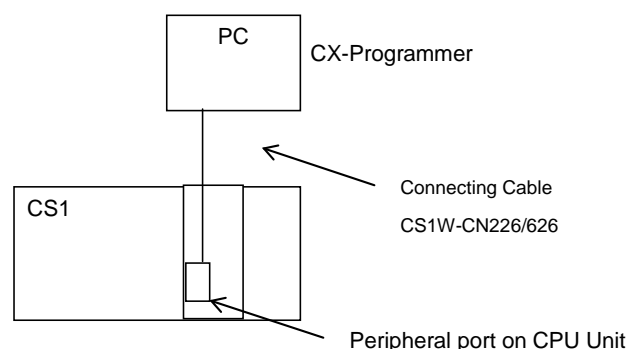 PC
CX-Programmer
Connecting Cable
CS1W-CN226/626
CS1
Peripheral port on CPU Unit